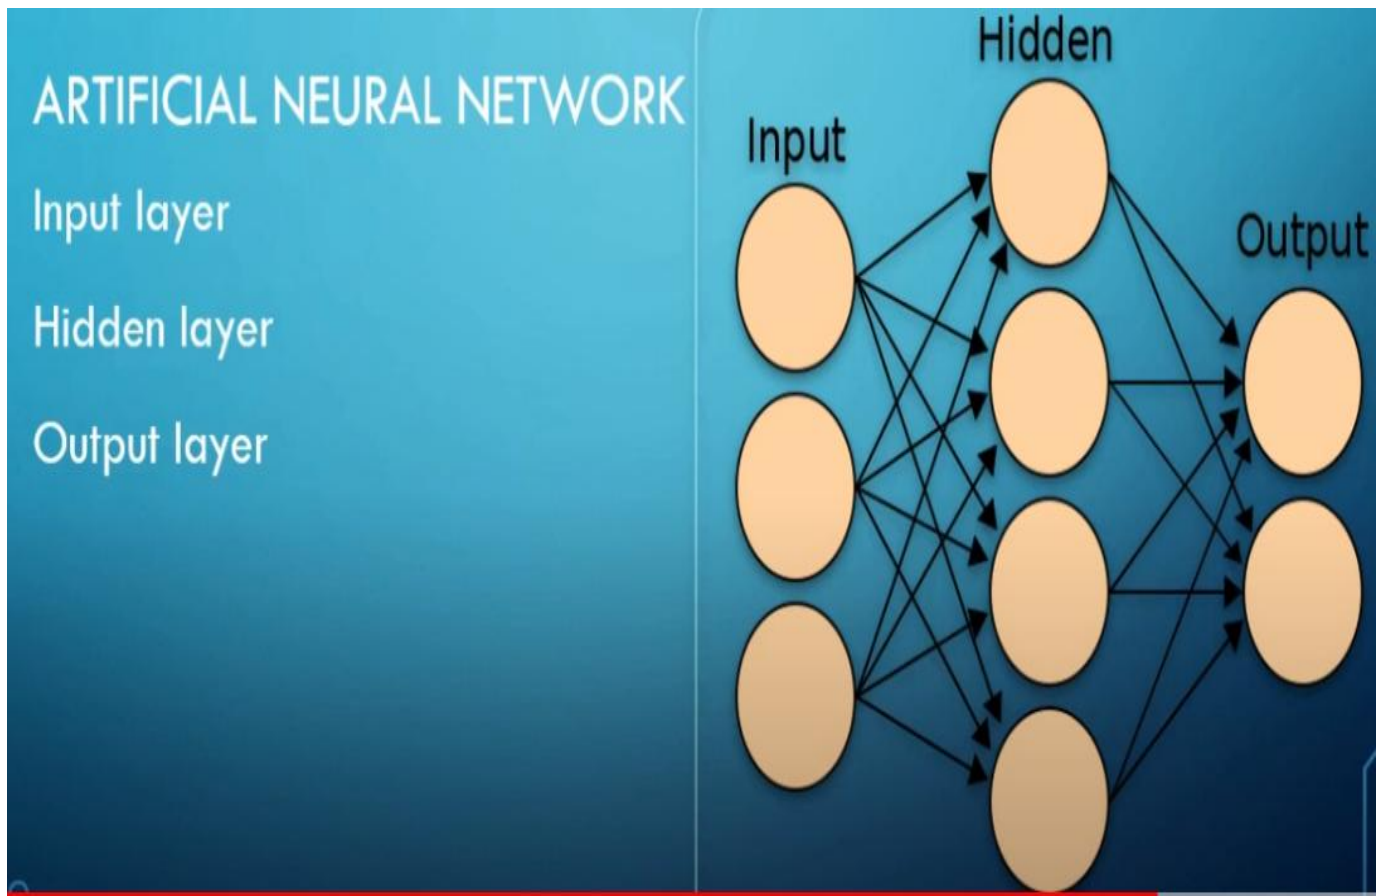 ARTIFICIAL NEURAL NETWORK
Input layer
Hidden layer
Output layer
Hidden
Input
Output